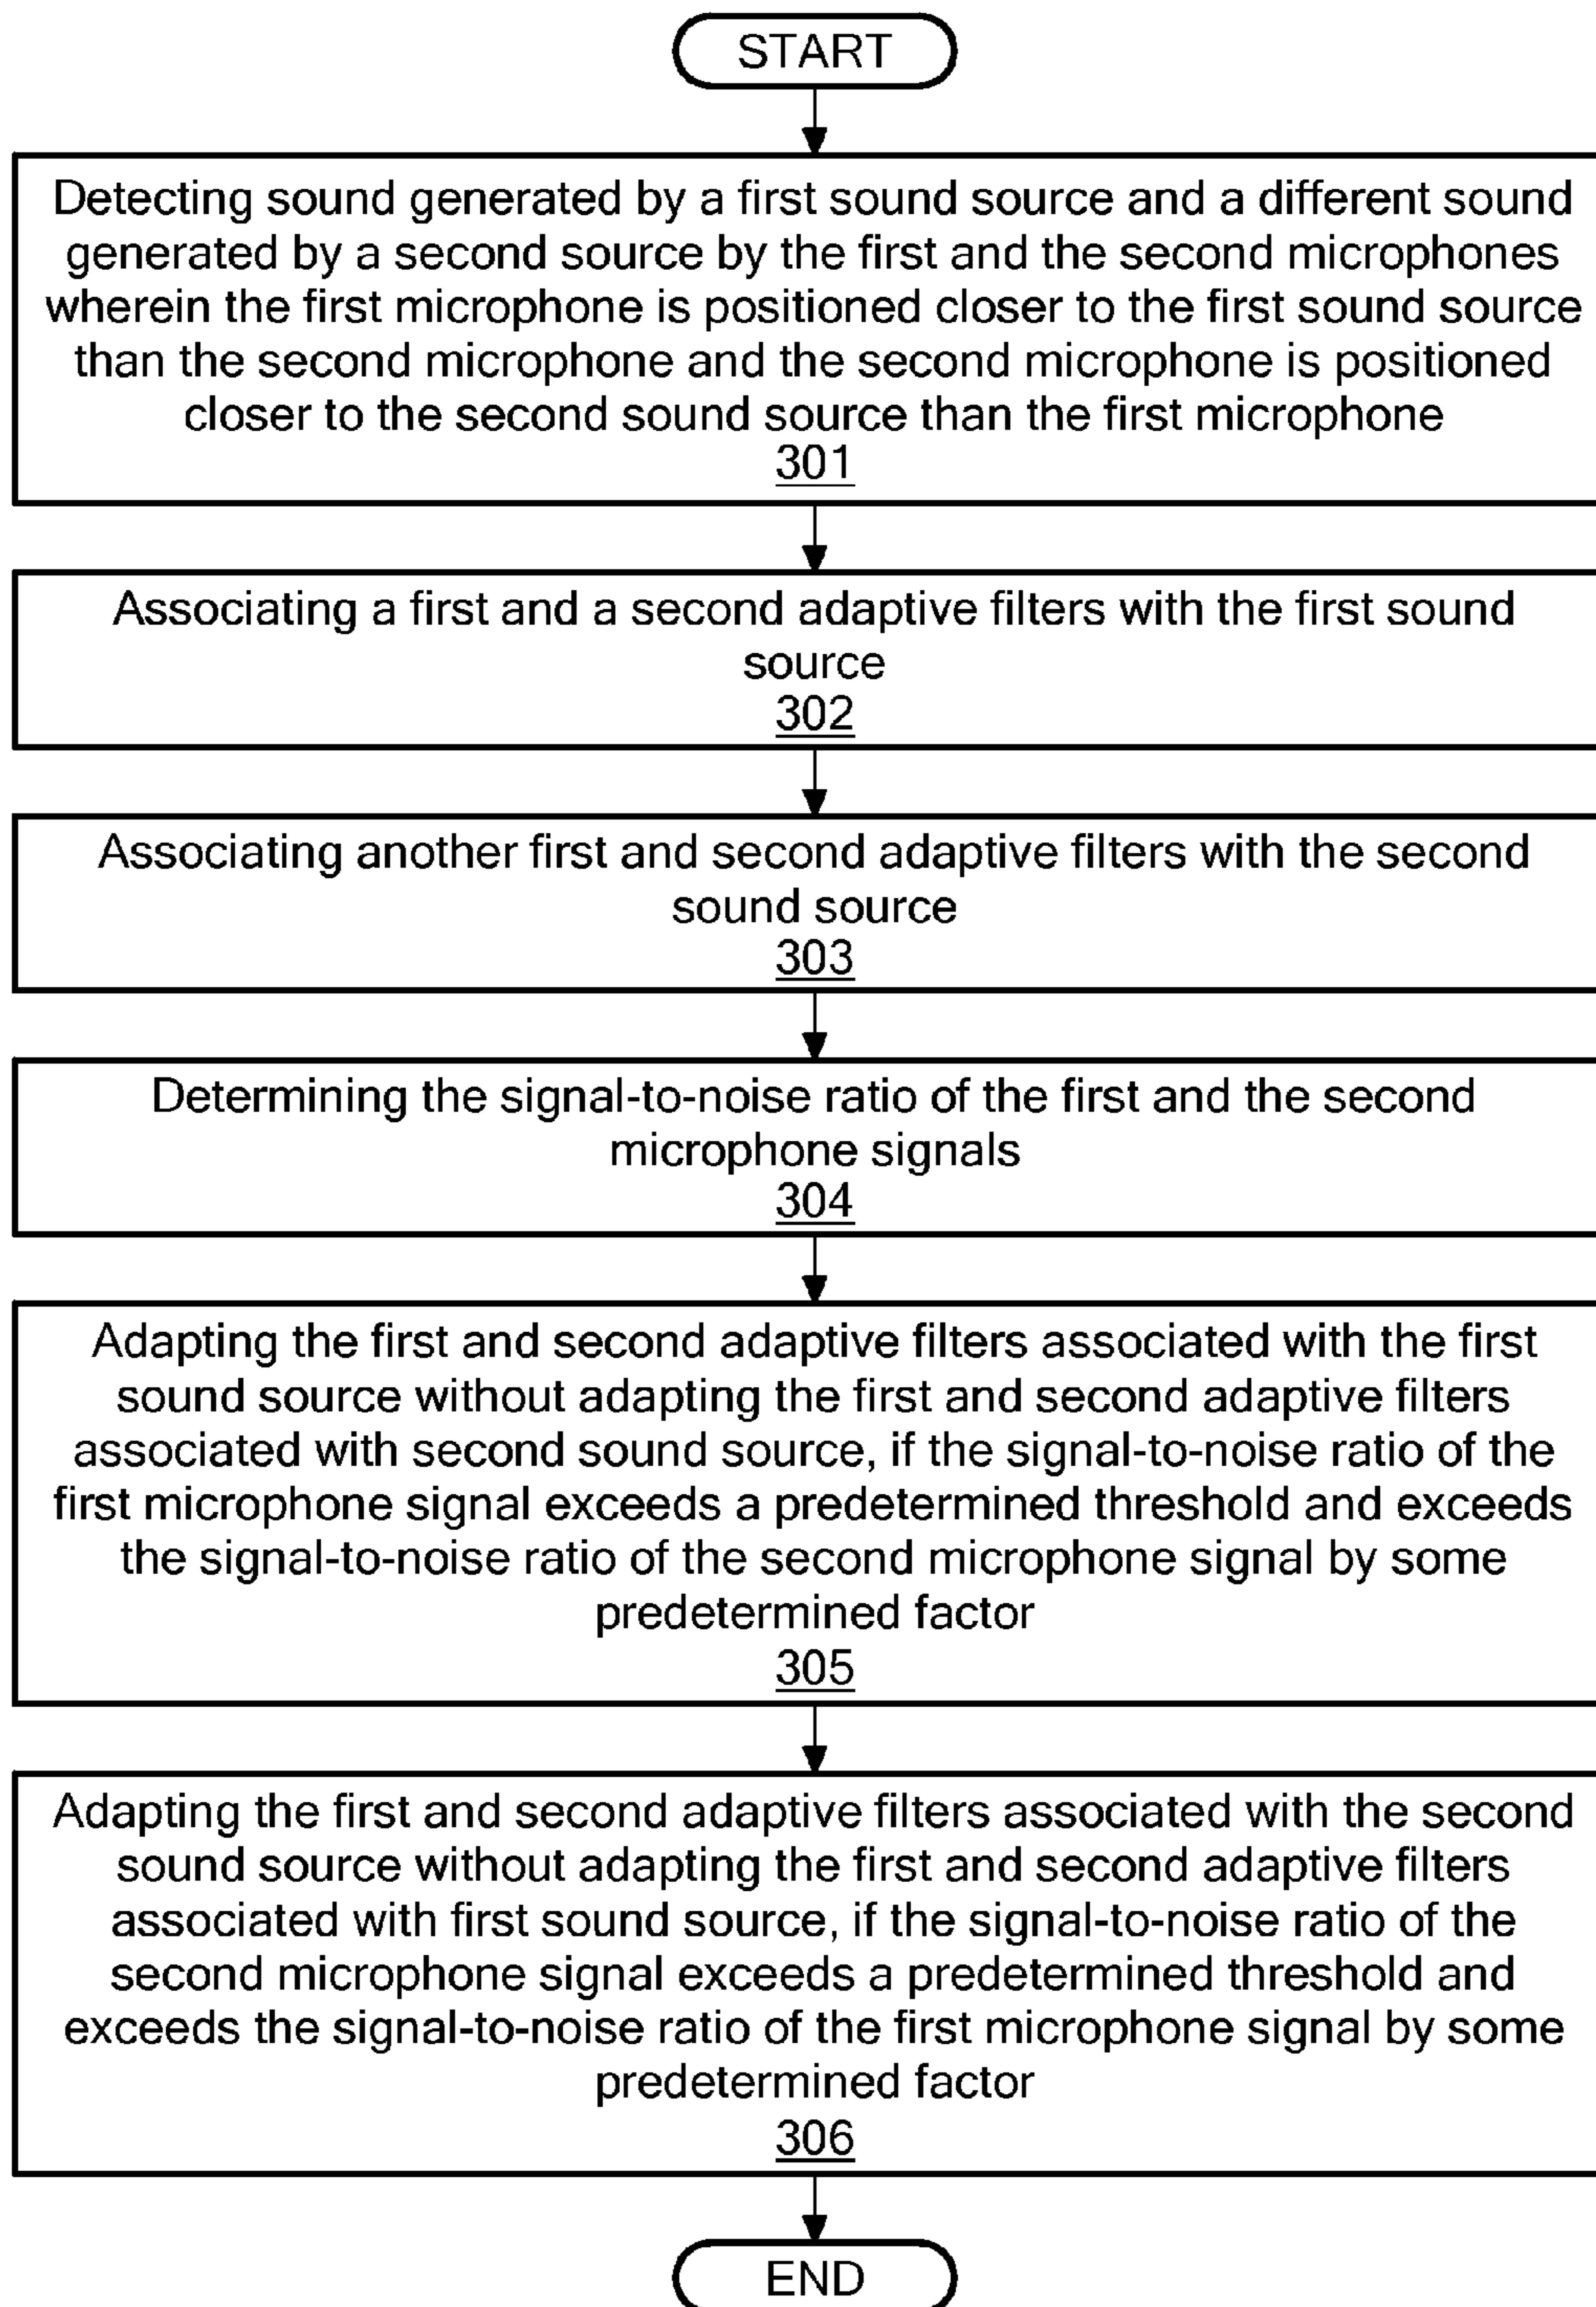 START
Detecting sound generated by a first sound source and a different sound
generated by a second source by the first and the second microphones
wherein the first microphone is positioned closer to the first sound source
than the second microphone and the second microphone is positioned
closer to the second sound source than the first microphone
301
Associating a first and a second adaptive filters with the first sound
source
302
Associating another first and second adaptive filters with the second
sound source
303
Determining the signal-to-noise ratio of the first and the second
microphone signals
304
Adapting the first and second adaptive filters associated with the first
sound source without adapting the first and second adaptive filters
associated with second sound source, if the signal-to-noise ratio of the
first microphone signal exceeds a predetermined threshold and exceeds
the signal-to-noise ratio of the second microphone signal by some
predetermined factor
305
Adapting the first and second adaptive filters associated with the second
sound source without adapting the first and second adaptive filters
associated with first sound source, if the signal-to-noise ratio of the
second microphone signal exceeds a predetermined threshold and
exceeds the signal-to-noise ratio of the first microphone signal by some
predetermined factor
306
END